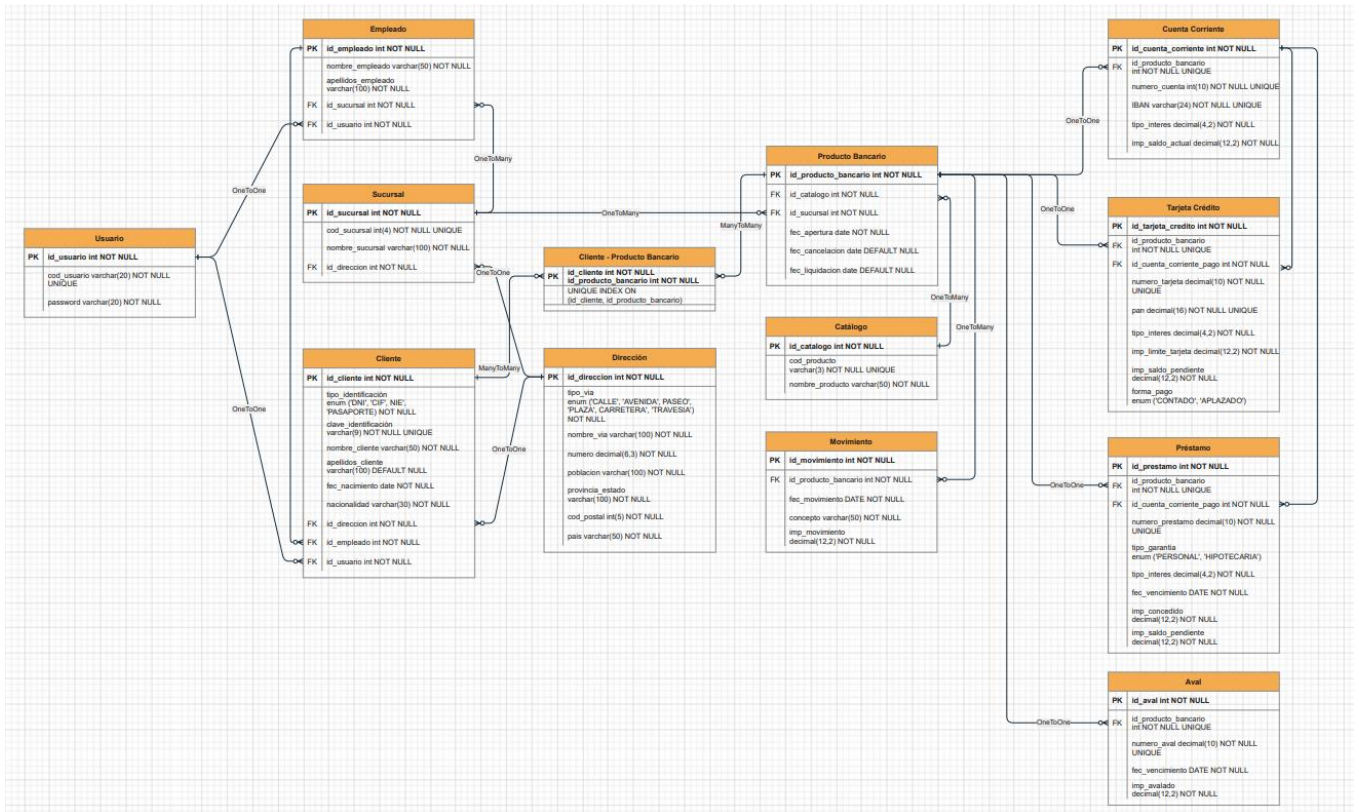 Empleado
PK id_empleado int NOT NULL
nombre_empleado varchar(50) NOT NULL
apellidos_empleado
varchar(100) NOT NULL
FK id_sucursal int NOT NULL
FK id_usuario int NOT NULL
OneToOne
OneToMany
Sucursal
PK id_sucursal int NOT NULL
cod_sucursal int(4) NOT NULL UNIQUE
nombre_sucursal varchar(100) NOT NULL
FK id_direccion int NOT NULL
OneToMany
OneToOne
Usuario
PK id_usuario int NOT NULL
cod_usuario varchar(20) NOT NULL
UNIQUE
password varchar(20) NOT NULL
OneToOne
Cliente
PK id_cliente int NOT NULL
tipo_identificación
enum ('DNI', 'CIF', NIE',
'PASAPORTE) NOT NULL
clave_identificación
varchar(9) NOT NULL UNIQUE
nombre_cliente varchar(50) NOT NULL
apellidos_cliente
varchar(100) DEFAULT NULL
fec_nacimiento date NOT NULL
nacionalidad varchar(30) NOT NULL
FK id_direccion int NOT NULL
FK id_empleado int NOT NULL
FK id_usuario int NOT NULL
Cliente - Producto Bancario
PK id_cliente int NOT NULL
id_producto_bancario int NOT NULL
UNIQUE INDEX ON
(id_cliente, id_producto_bancario)
ManyToMany
ManyToMany
Dirección
PK id_direccion int NOT NULL
tipo_via
enum ('CALLE', 'AVENIDA', PASEO',
'PLAZA', CARRETERA', 'TRAVESIA')
NOT NULL
nombre_via varchar(100) NOT NULL
numero decimal(6,3) NOT NULL
poblacion varchar(100) NOT NULL
provincia_estado
varchar(100) NOT NULL
cod_postal int(5) NOT NULL
pais varchar(50) NOT NULL
OneToOne
Producto Bancario
PK id_producto_bancario int NOT NULL
FK id_catalogo int NOT NULL
FK id_sucursal int NOT NULL
fec_apertura date NOT NULL
fec_cancelacion date DEFAULT NULL
fec_liquidacion date DEFAULT NULL
OneToMany
OneToMany
Catálogo
PK id_catalogo int NOT NULL
cod_producto
varchar(3) NOT NULL UNIQUE
nombre_producto varchar(50) NOT NULL
Movimiento
PK id_movimiento int NOT NULL
FK id_producto_bancario int NOT NULL
fec_movimiento DATE NOT NULL
concepto varchar(50) NOT NULL
imp_movimiento
decimal(12,2) NOT NULL
Cuenta Corriente
PK id_cuenta_corriente int NOT NULL
FK id_producto_bancario
int NOT NULL UNIQUE
numero_cuenta int(10) NOT NULL UNIQUE
IBAN varchar(24) NOT NULL UNIQUE
tipo_interes decimal(4,2) NOT NULL
imp_saldo_actual decimal(12,2) NOT NULL
OneToOne
OneToOne
Tarjeta Crédito
PK id_tarjeta_credito int NOT NULL
FK id_producto_bancario
int NOT NULL UNIQUE
FK id_cuenta_corriente_pago int NOT NULL
numero_tarjeta decimal(10) NOT NULL
UNIQUE
pan decimal(16) NOT NULL UNIQUE
tipo_interes decimal(4,2) NOT NULL
imp_limite_tarjeta decimal(12,2) NOT NULL
imp_saldo_pendiente
decimal(12,2) NOT NULL
forma_pago
enum ('CONTADO', 'APLAZADO')
Préstamo
PK id_prestamo int NOT NULL
OneToOne
FK id_producto_bancario
int NOT NULL UNIQUE
FK id_cuenta_corriente_pago int NOT NULL
numero_prestamo decimal(10) NOT NULL
UNIQUE
tipo_garantia
enum ('PERSONAL', 'HIPOTECARIA')
tipo_interes decimal(4,2) NOT NULL
fec_vencimiento DATE NOT NULL
imp_concedido
decimal(12,2) NOT NULL
imp_saldo_pendiente
decimal(12,2) NOT NULL
Aval
PK id_aval int NOT NULL
OneToOne
FK id_producto_bancario
int NOT NULL UNIQUE
numero_aval decimal(10) NOT NULL
UNIQUE
fec_vencimiento DATE NOT NULL
imp_avalado
decimal(12,2) NOT NULL